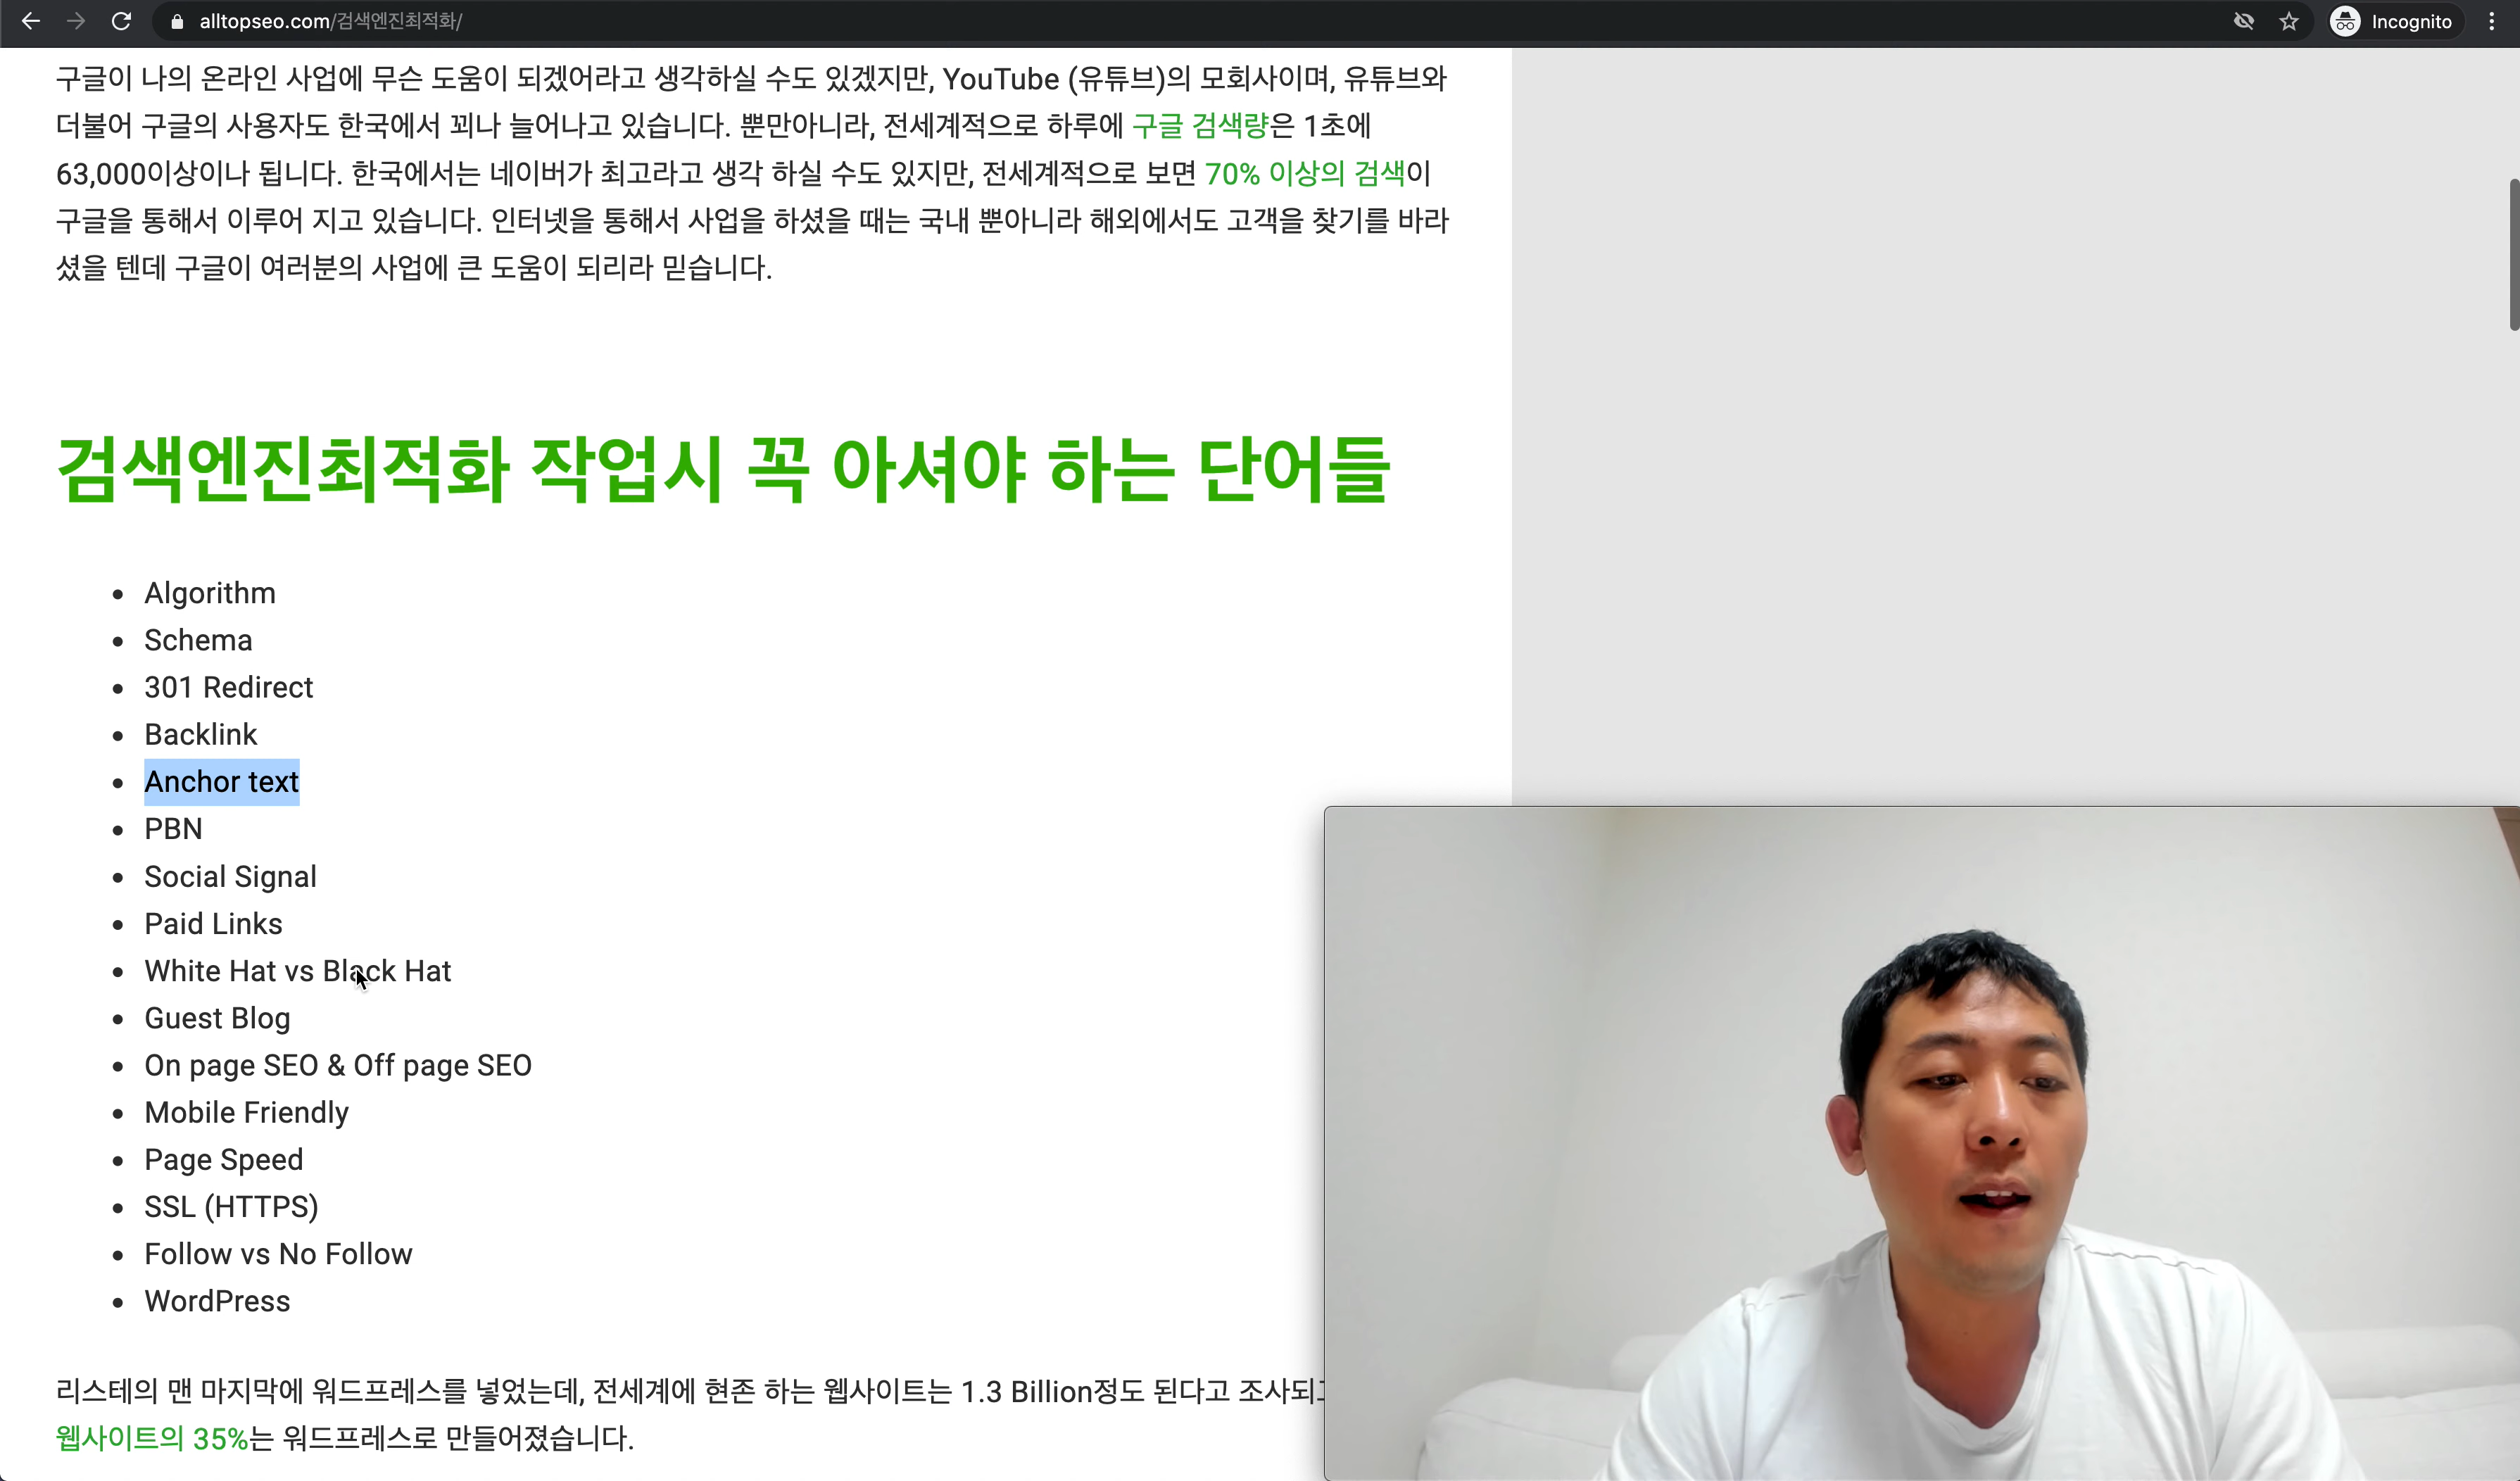 alltopseo.com/검색엔진최적화/
Incognito
구글이 나의 온라인 사업에 무슨 도움이 되겠어라고 생각하실 수도 있겠지만, YouTube (유튜브)의 모회사이며, 유튜브와
더불어 구글의 사용자도 한국에서 꾀나 늘어나고 있습니다. 뿐만아니라, 전세계적으로 하루에 구글 검색량은 1초에
63,000이상이나 됩니다. 한국에서는 네이버가 최고라고 생각 하실 수도 있지만, 전세계적으로 보면 70% 이상의 검색이
구글을 통해서 이루어 지고 있습니다. 인터넷을 통해서 사업을 하셨을 때는 국내 뿐아니라 해외에서도 고객을 찾기를 바라
셨을 텐데 구글이 여러분의 사업에 큰 도움이 되리라 믿습니다.
검색엔진최적화 작업시 꼭 아셔야 하는 단어들
Algorithm
Schema
301 Redirect
Backlink
Anchor text
PBN
Social Signal
Paid Links
White Hat vs Black Hat
Guest Blog
On page SEO & Off page SEO
Mobile Friendly
Page Speed
SSL (HTTPS)
Follow vs No Follow
WordPress
리스테의 맨 마지막에 워드프레스를 넣었는데, 전세계에 현존 하는 웹사이트는 1.3 Billion정도 된다고 조사되
웹사이트의 35%는 워드프레스로 만들어졌습니다.